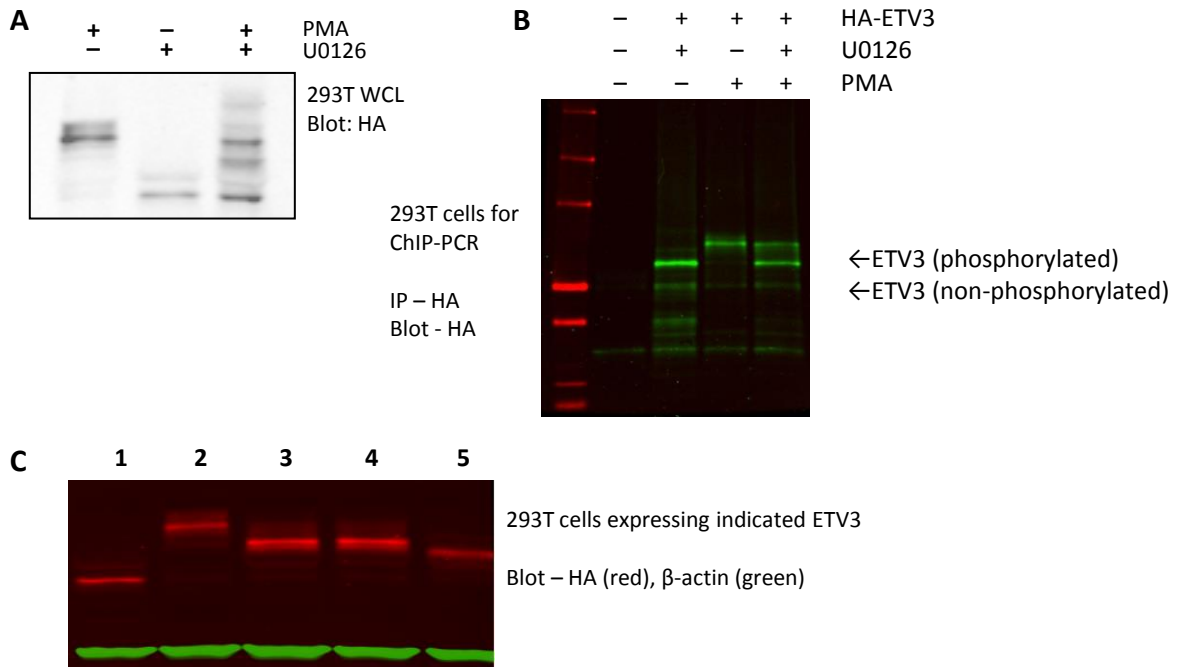 A
+ – + PMA
– + + U0126
293T WCL
Blot: HA
B
– + + + HA-ETV3
– + – + U0126
– – + + PMA
293T cells for
ChIP-PCR
IP – HA
Blot - HA
←ETV3 (phosphorylated)
←ETV3 (non-phosphorylated)
C
1 2 3 4 5
293T cells expressing indicated ETV3
Blot – HA (red), β-actin (green)